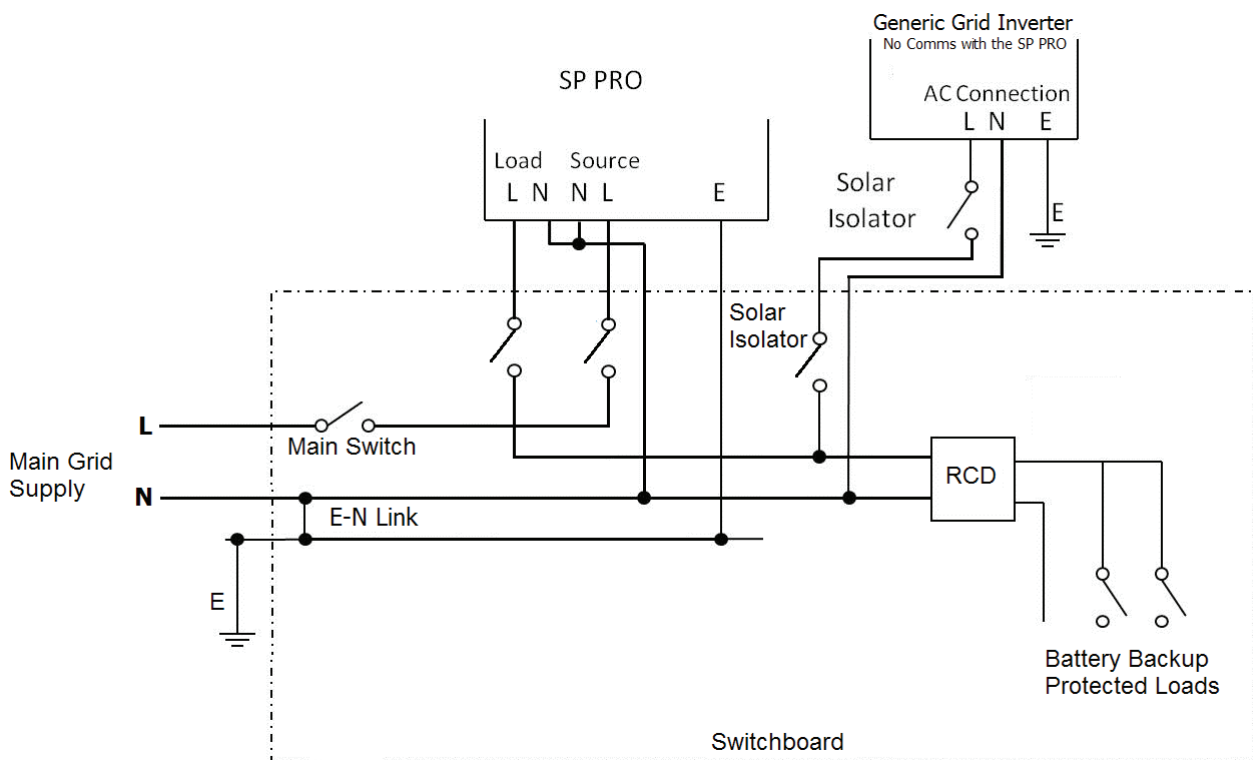 Generic Grid Inverter
No Comms with the SP PRO
SP PRO
AC Connection
L N E
Load Source
L N N L E
Solar
Isolator
E
Solar
Isolator
L
Main Switch
Main Grid
Supply
N
E-N Link
RCD
E
Battery Backup
Protected Loads
Switchboard